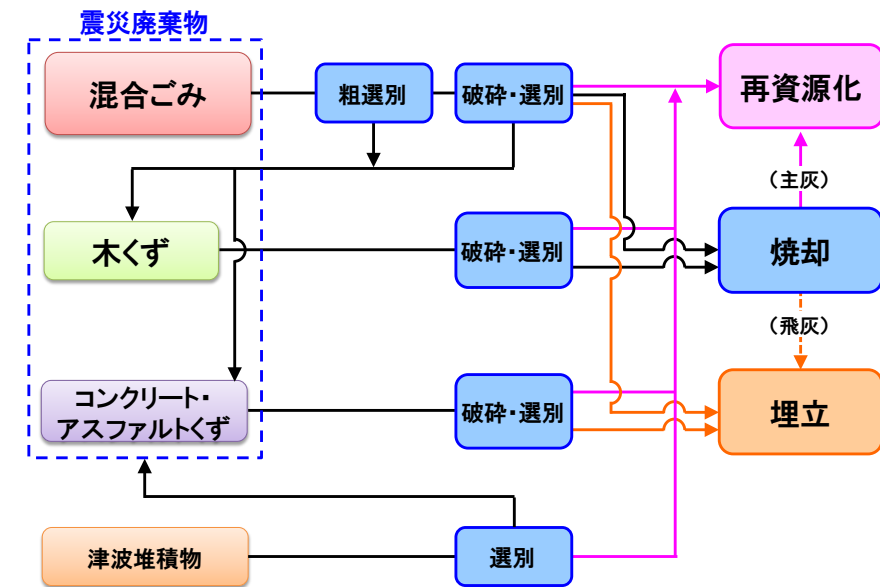 震災廃棄物
混合ごみ
粗選別
破砕・選別
再資源化
(主灰)
木くず
破砕・選別
焼却
(飛灰)
コンクリート・
アスファルトくず
破砕・選別
埋立
津波堆積物
選別